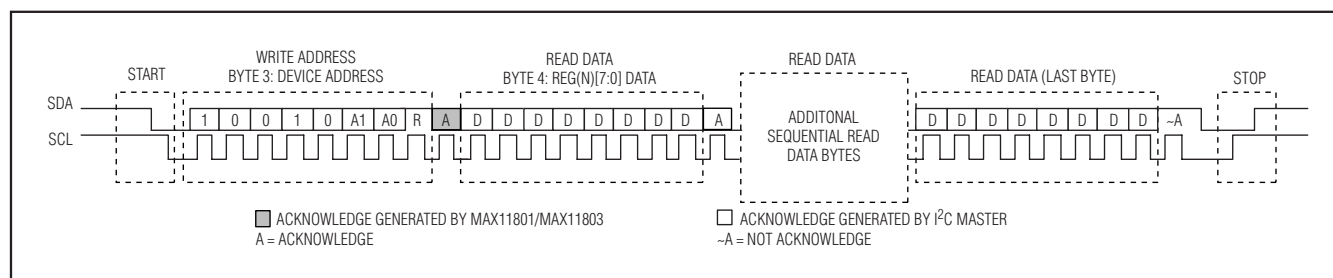 WRITE ADDRESS
BYTE 3: DEVICE ADDRESS
READ DATA
BYTE 4: REG(N)[7:0] DATA
READ DATA
READ DATA (LAST BYTE)
START
STOP
SDA
1 0 0 1 0 A1 A0 R A D D D D D D D D A
D D D D D D D D ~A
SCL
ADDITONAL
SEQUENTIAL READ
DATA BYTES
ACKNOWLEDGE GENERATED BY MAX11801/MAX11803
A = ACKNOWLEDGE
ACKNOWLEDGE GENERATED BY I²C MASTER
~A = NOT ACKNOWLEDGE